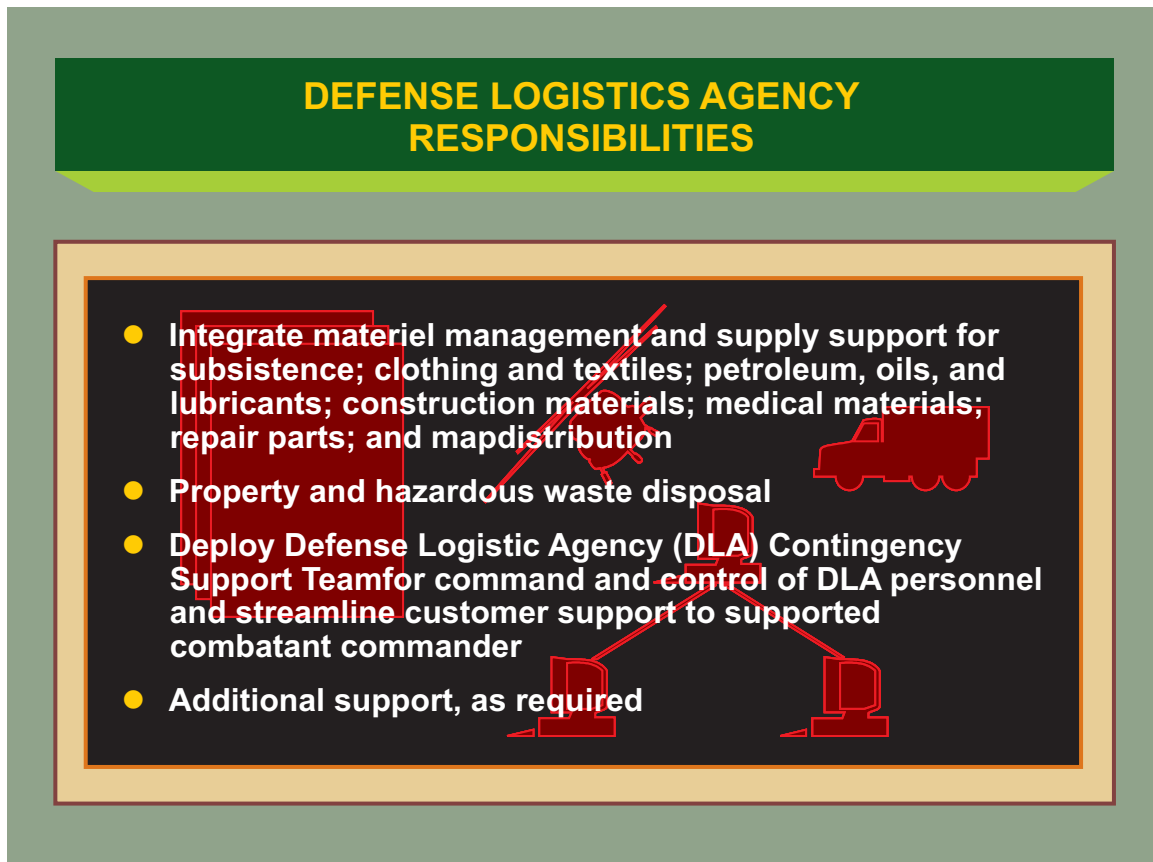 DEFENSE LOGISTICS AGENCY
RESPONSIBILITIES
● Integrate materiel management and supply support for
subsistence; clothing and textiles; petroleum, oils, and
lubricants; construction materials; medical materials;
repair parts; and mapdistribution
● Property and hazardous waste disposal
● Deploy Defense Logistic Agency (DLA) Contingency
Support Teamfor command and control of DLA personnel
and streamline customer support to supported
combatant commander
● Additional support, as required